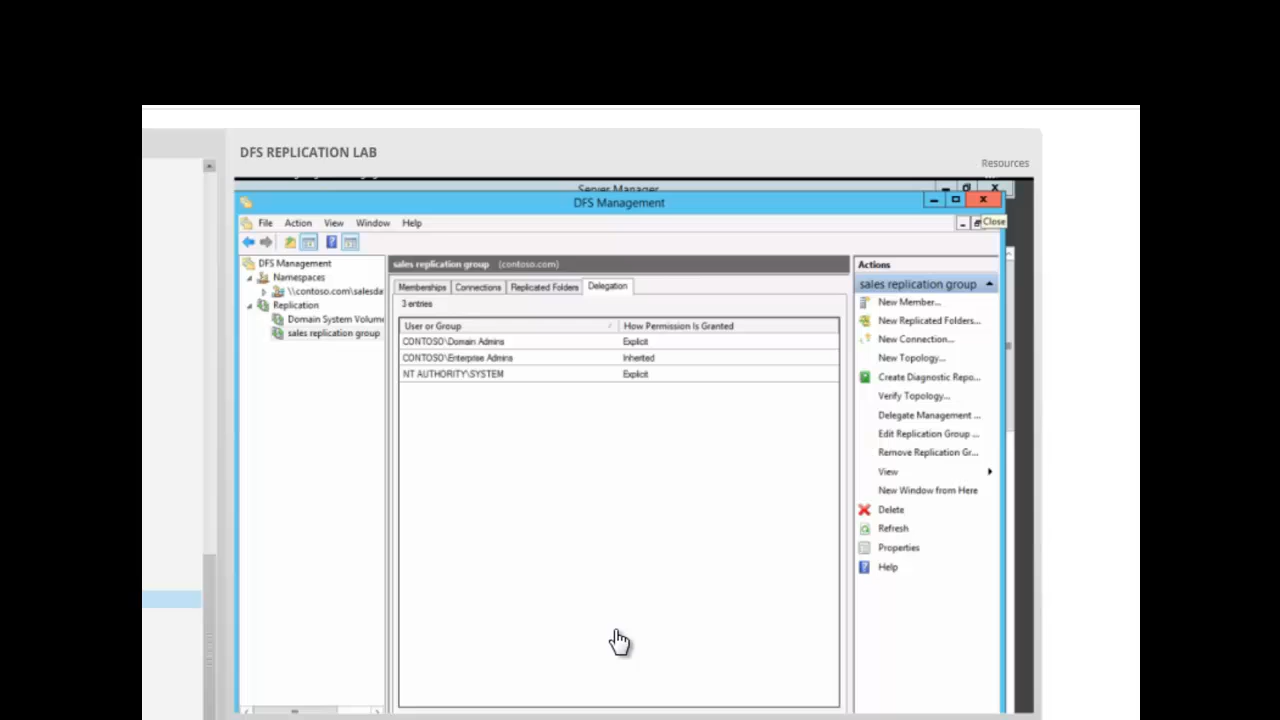 DFS REPLICATION LAB
Resources
Server Manager
DFS Management
Close
File Action View Window Help
DFS Management
Namespaces
\\contoso.com\salesda
Replication
Domain System Volume
sales replication group
sales replication group (contoso.com)
Memberships Connections Replicated Folders Delegation
3 entries
User or Group How Permission Is Granted
CONTOSO\Domain Admins Explicit
CONTOSO\Enterprise Admins Inherited
NT AUTHORITY\SYSTEM Explicit
Actions
sales replication group
New Member...
New Replicated Folders...
New Connection...
New Topology...
Create Diagnostic Repo...
Verify Topology...
Delegate Management ...
Edit Replication Group ...
Remove Replication Gr...
View
New Window from Here
Delete
Refresh
Properties
Help